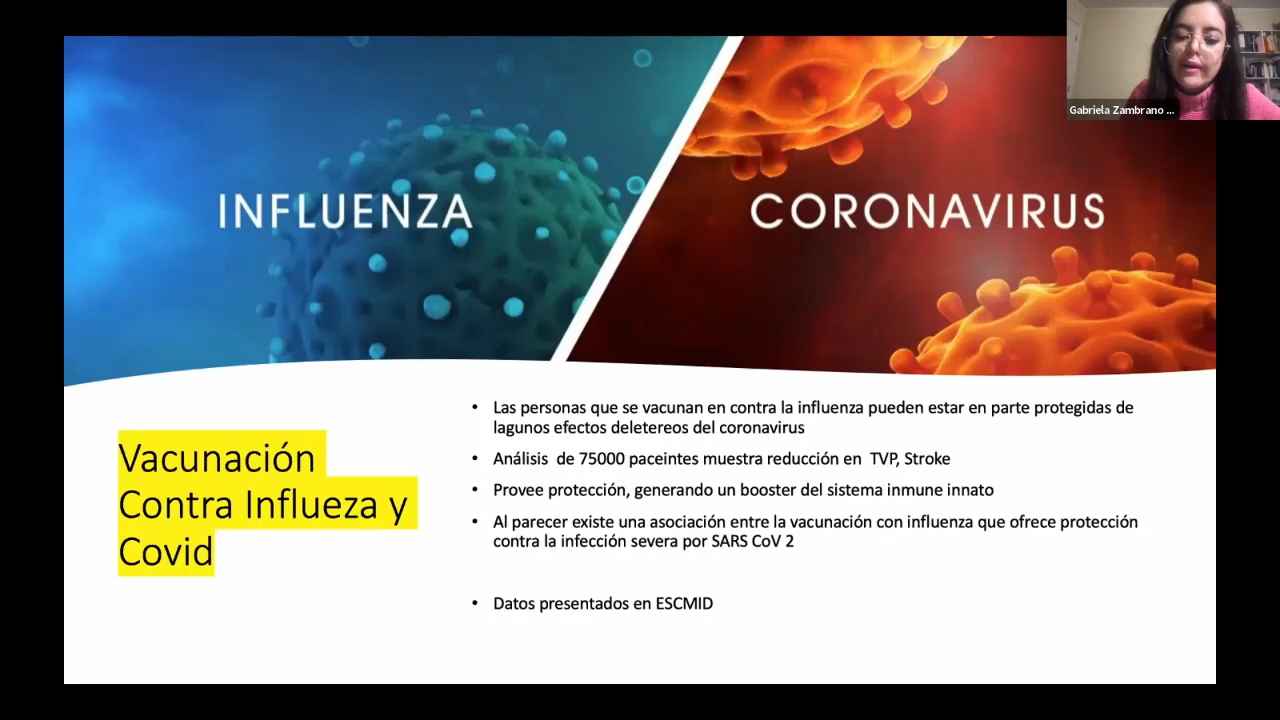 Gabriela Zambrano ...
INFLUENZA
CORONAVIRUS
Vacunación
Contra Influeza y
Covid
• Las personas que se vacunan en contra la influenza pueden estar en parte protegidas de
lagunos efectos deletereos del coronavirus
• Análisis de 75000 paceintes muestra reducción en TVP, Stroke
• Provee protección, generando un booster del sistema inmune innato
• Al parecer existe una asociación entre la vacunación con influenza que ofrece protección
contra la infección severa por SARS CoV 2
• Datos presentados en ESCMID